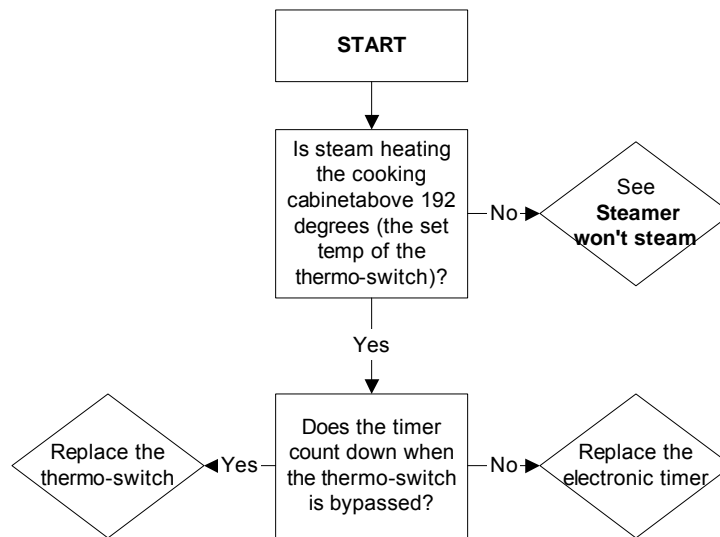 START
Is steam heating
the cooking
cabinetabove 192
degrees (the set
temp of the
thermo-switch)?
No
See
Steamer
won't steam
Yes
Does the timer
count down when
the thermo-switch
is bypassed?
Yes
Replace the
thermo-switch
No
Replace the
electronic timer